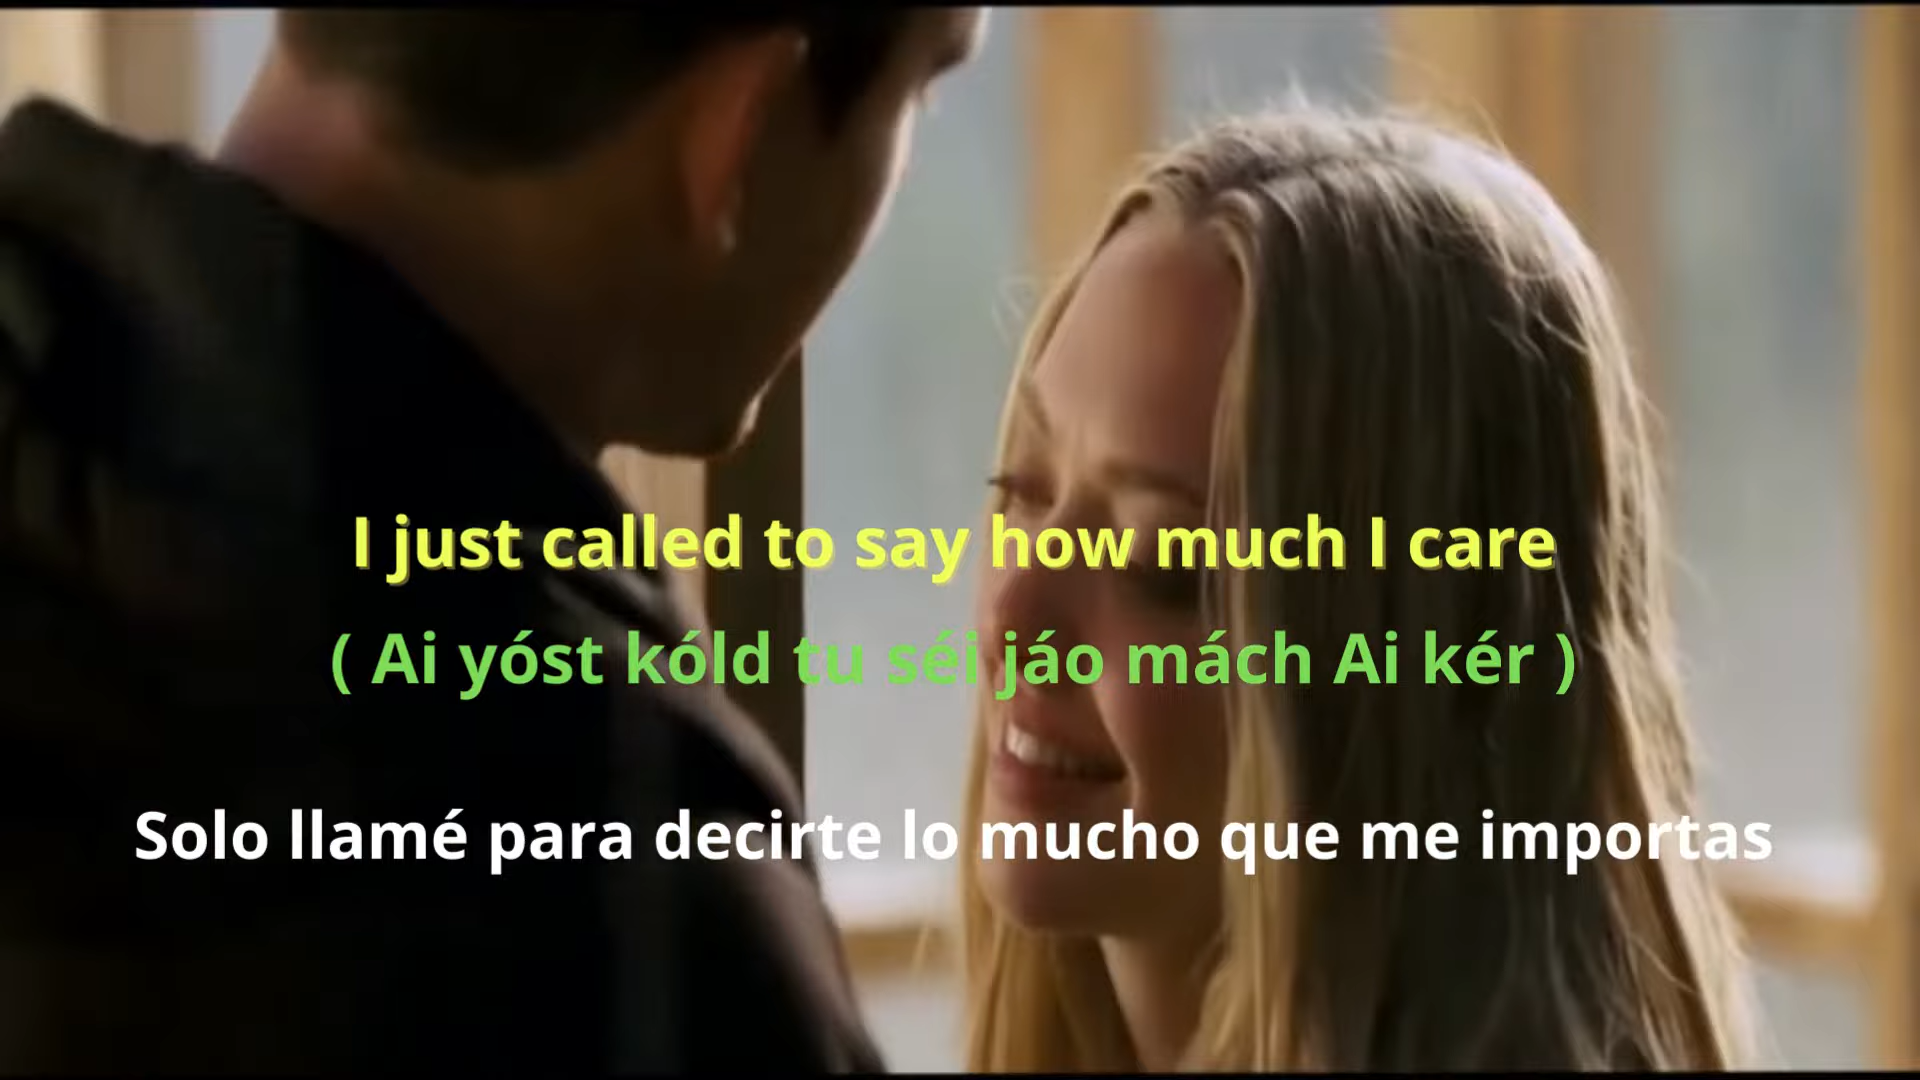 I just called to say how much I care
( Ai yóst kóld tu séi jáo mách Ai kér )
Solo llamé para decirte lo mucho que me importas